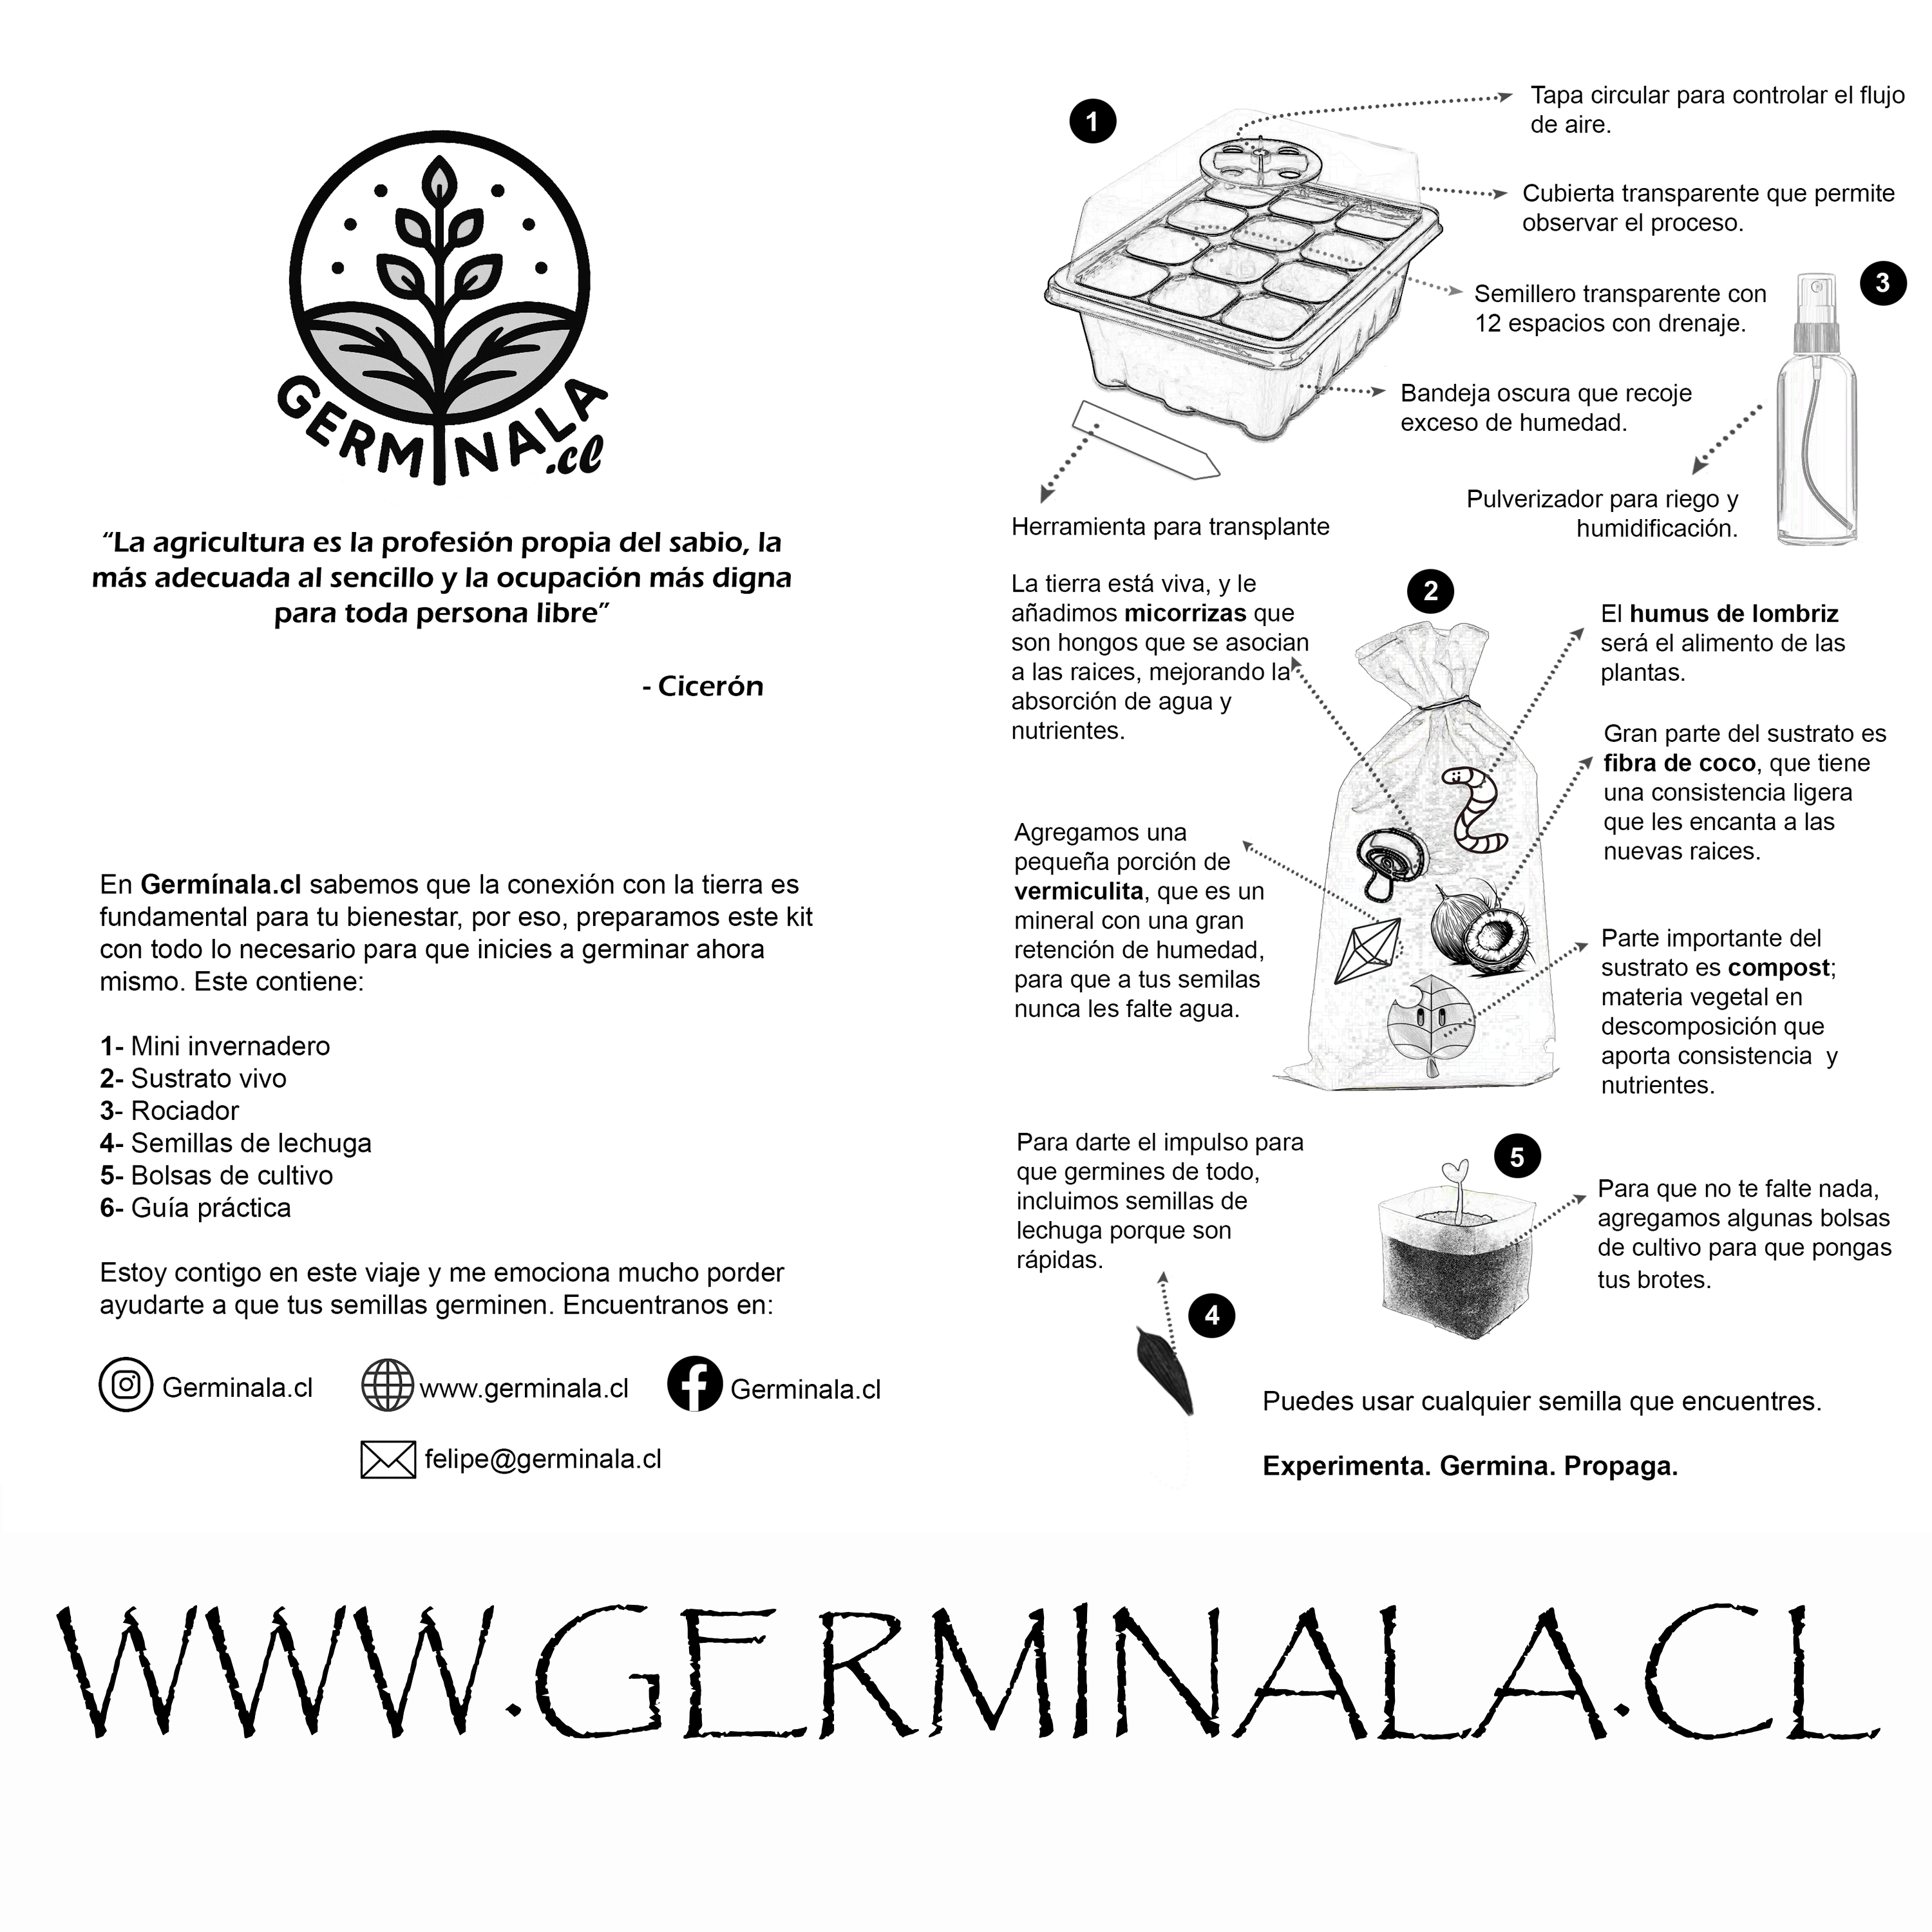 GERMINALA
.cl
“La agricultura es la profesión propia del sabio, la
más adecuada al sencillo y la ocupación más digna
para toda persona libre”
- Cicerón
En Germínala.cl sabemos que la conexión con la tierra es
fundamental para tu bienestar, por eso, preparamos este kit
con todo lo necesario para que inicies a germinar ahora
mismo. Este contiene:
1- Mini invernadero
2- Sustrato vivo
3- Rociador
4- Semillas de lechuga
5- Bolsas de cultivo
6- Guía práctica
Estoy contigo en este viaje y me emociona mucho porder
ayudarte a que tus semillas germinen. Encuentranos en:
Germinala.cl
www.germinala.cl
Germinala.cl
felipe@germinala.cl
1
Tapa circular para controlar el flujo
de aire.
Cubierta transparente que permite
observar el proceso.
Semillero transparente con
12 espacios con drenaje.
Bandeja oscura que recoje
exceso de humedad.
Herramienta para transplante
3
Pulverizador para riego y
humidificación.
2
La tierra está viva, y le
añadimos micorrizas que
son hongos que se asocian
a las raices, mejorando la
absorción de agua y
nutrientes.
El humus de lombriz
será el alimento de las
plantas.
Gran parte del sustrato es
fibra de coco, que tiene
una consistencia ligera
que les encanta a las
nuevas raices.
Agregamos una
pequeña porción de
vermiculita, que es un
mineral con una gran
retención de humedad,
para que a tus semilas
nunca les falte agua.
Parte importante del
sustrato es compost;
materia vegetal en
descomposición que
aporta consistencia y
nutrientes.
Para darte el impulso para
que germines de todo,
incluimos semillas de
lechuga porque son
rápidas.
4
5
Para que no te falte nada,
agregamos algunas bolsas
de cultivo para que pongas
tus brotes.
Puedes usar cualquier semilla que encuentres.
Experimenta. Germina. Propaga.
WWW.GERMINALA.CL